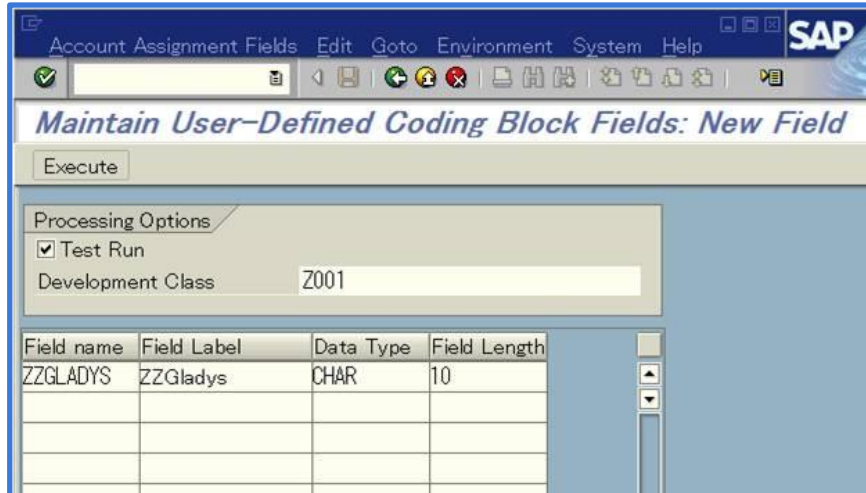 Account Assignment Fields Edit Goto Environment System Help
SAP
Maintain User-Defined Coding Block Fields: New Field
Execute
Processing Options
Test Run
Development Class Z001
Field name Field Label Data Type Field Length
ZZGLADYS ZZGladys CHAR 10